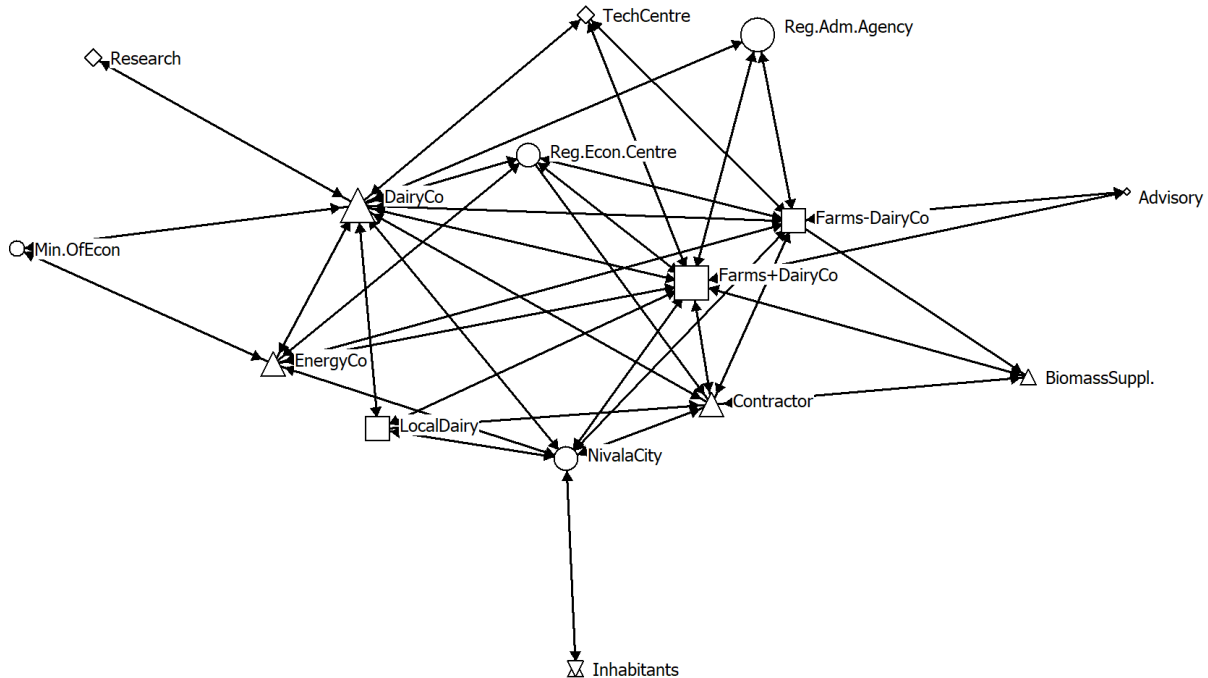 TechCentre
Reg.Adm.Agency
Research
Reg.Econ.Centre
DairyCo
Advisory
Farms-DairyCo
Min.OfEcon
Farms+DairyCo
EnergyCo
BiomassSuppl.
Contractor
LocalDairy
NivalaCity
Inhabitants